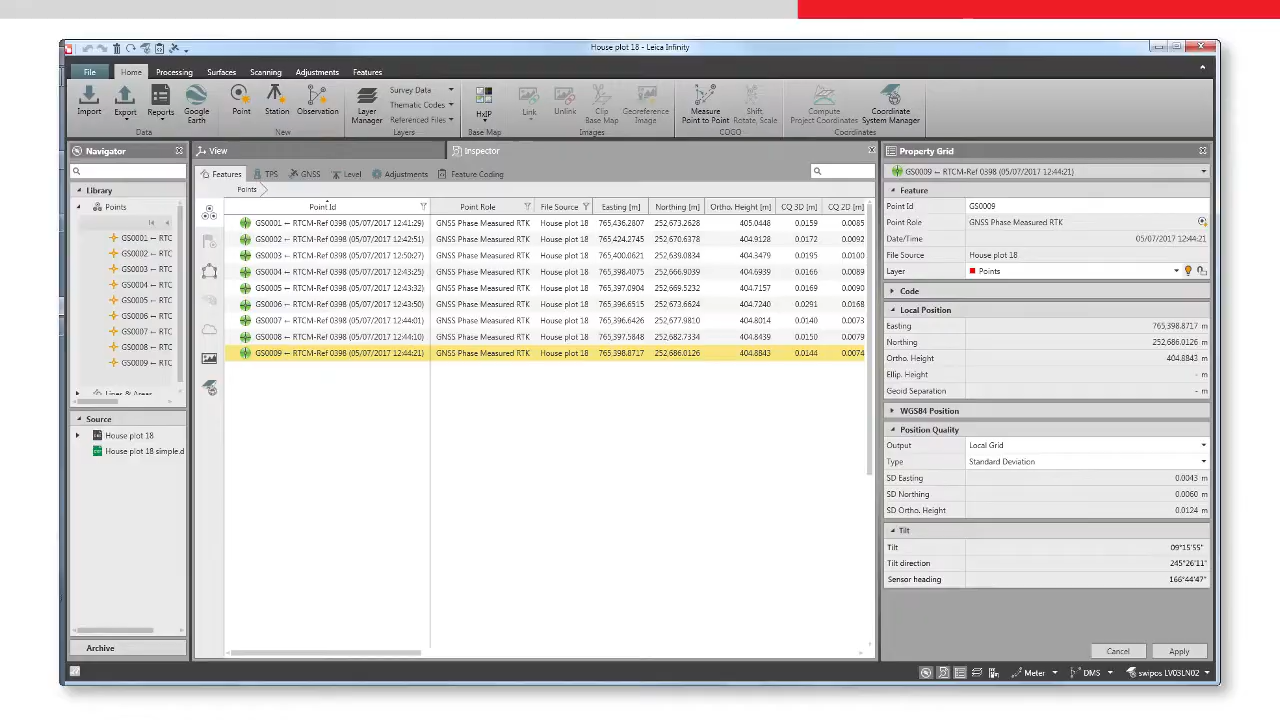 House plot 18 - Leica Infinity
File Home Processing Surfaces Scanning Adjustments Features
Import Export Reports Google Earth
Data
Point Station Observation
New
Layer Manager
Survey Data
Thematic Codes
Referenced Files
Layers
HxIP
Base Map
Link Unlink Clip Base Map Georeference Image
Images
Measure Point to Point Shift Rotate, Scale
COGO
Compute Project Coordinates Coordinate System Manager
Coordinates
Navigator
Library
Points
GS0001 ← RTC
GS0002 ← RTC
GS0003 ← RTC
GS0004 ← RTC
GS0005 ← RTC
GS0006 ← RTC
GS0007 ← RTC
GS0008 ← RTC
GS0009 ← RTC
Lines & Areas
Source
House plot 18
House plot 18 simple.d
Archive
View
Inspector
Features TPS GNSS Level Adjustments Feature Coding
Points
Point Id Point Role File Source Easting [m] Northing [m] Ortho. Height [m] CQ 3D [m] CQ 2D [m]
GS0001 ← RTCM-Ref 0398 (05/07/2017 12:41:29) GNSS Phase Measured RTK House plot 18 765,436.2807 252,673.2628 405.0448 0.0159 0.0085
GS0002 ← RTCM-Ref 0398 (05/07/2017 12:42:51) GNSS Phase Measured RTK House plot 18 765,424.2745 252,670.6378 404.9128 0.0172 0.0092
GS0003 ← RTCM-Ref 0398 (05/07/2017 12:50:27) GNSS Phase Measured RTK House plot 18 765,400.0621 252,639.0834 404.3479 0.0195 0.0100
GS0004 ← RTCM-Ref 0398 (05/07/2017 12:43:25) GNSS Phase Measured RTK House plot 18 765,398.4075 252,666.9039 404.6939 0.0166 0.0089
GS0005 ← RTCM-Ref 0398 (05/07/2017 12:43:32) GNSS Phase Measured RTK House plot 18 765,397.0904 252,669.5232 404.7157 0.0169 0.0090
GS0006 ← RTCM-Ref 0398 (05/07/2017 12:43:50) GNSS Phase Measured RTK House plot 18 765,396.6515 252,673.6624 404.7240 0.0291 0.0168
GS0007 ← RTCM-Ref 0398 (05/07/2017 12:44:01) GNSS Phase Measured RTK House plot 18 765,396.6426 252,677.9810 404.8014 0.0140 0.0073
GS0008 ← RTCM-Ref 0398 (05/07/2017 12:44:10) GNSS Phase Measured RTK House plot 18 765,397.5848 252,682.7334 404.8439 0.0150 0.0079
GS0009 ← RTCM-Ref 0398 (05/07/2017 12:44:21) GNSS Phase Measured RTK House plot 18 765,398.8717 252,686.0126 404.8843 0.0144 0.0074
Property Grid
GS0009 ← RTCM-Ref 0398 (05/07/2017 12:44:21)
Feature
Point Id GS0009
Point Role GNSS Phase Measured RTK
Date/Time 05/07/2017 12:44:21
File Source House plot 18
Layer Points
Code
Local Position
Easting 765,398.8717 m
Northing 252,686.0126 m
Ortho. Height 404.8843 m
Ellip. Height - m
Geoid Separation - m
WGS84 Position
Position Quality
Output Local Grid
Type Standard Deviation
SD Easting 0.0043 m
SD Northing 0.0060 m
SD Ortho. Height 0.0124 m
Tilt
Tilt 09°15'55"
Tilt direction 245°26'11"
Sensor heading 166°44'47"
Cancel Apply
Meter DMS swipos LV03LN02